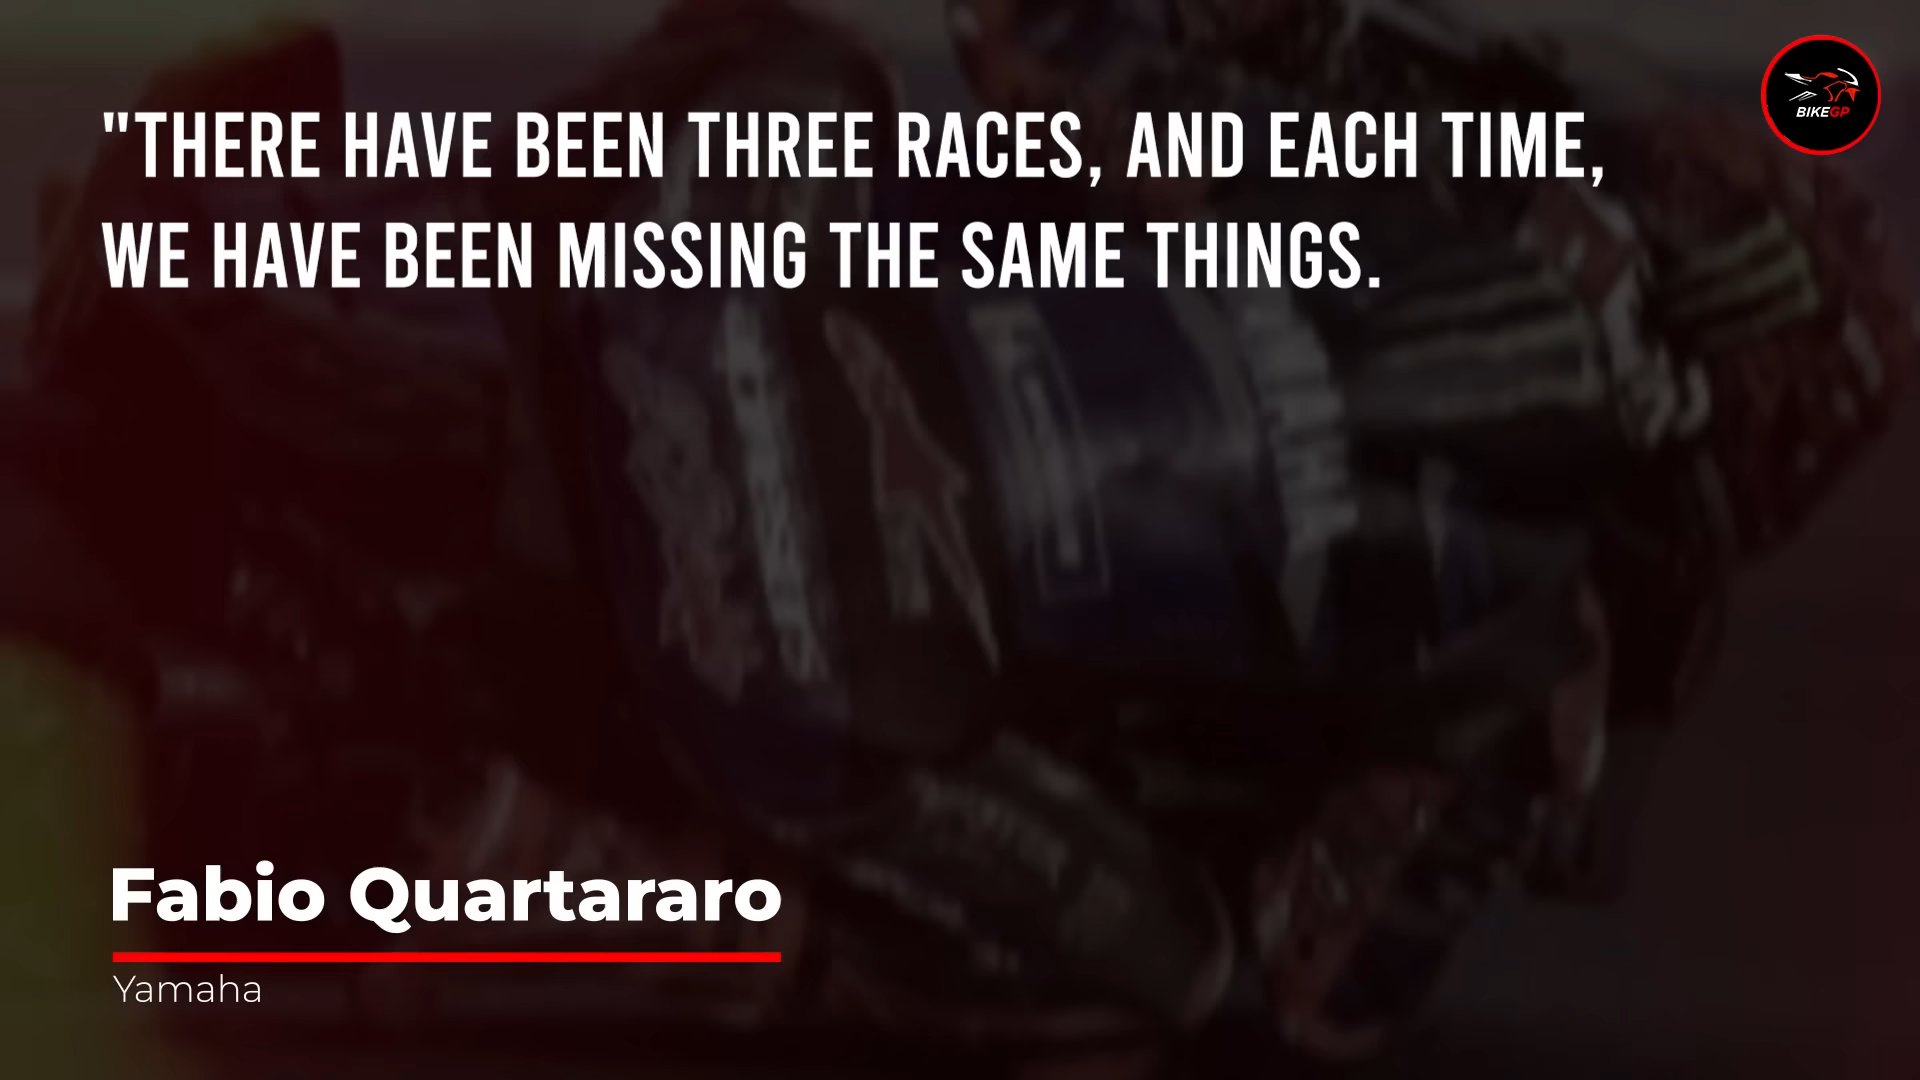 "THERE HAVE BEEN THREE RACES, AND EACH TIME,
WE HAVE BEEN MISSING THE SAME THINGS.
BIKEGP
Fabio Quartararo
Yamaha